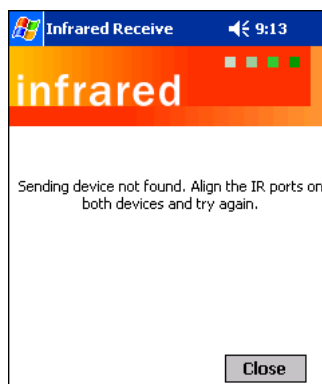 Infrared Receive 9:13
infrared
Sending device not found. Align the IR ports on
both devices and try again.
Close